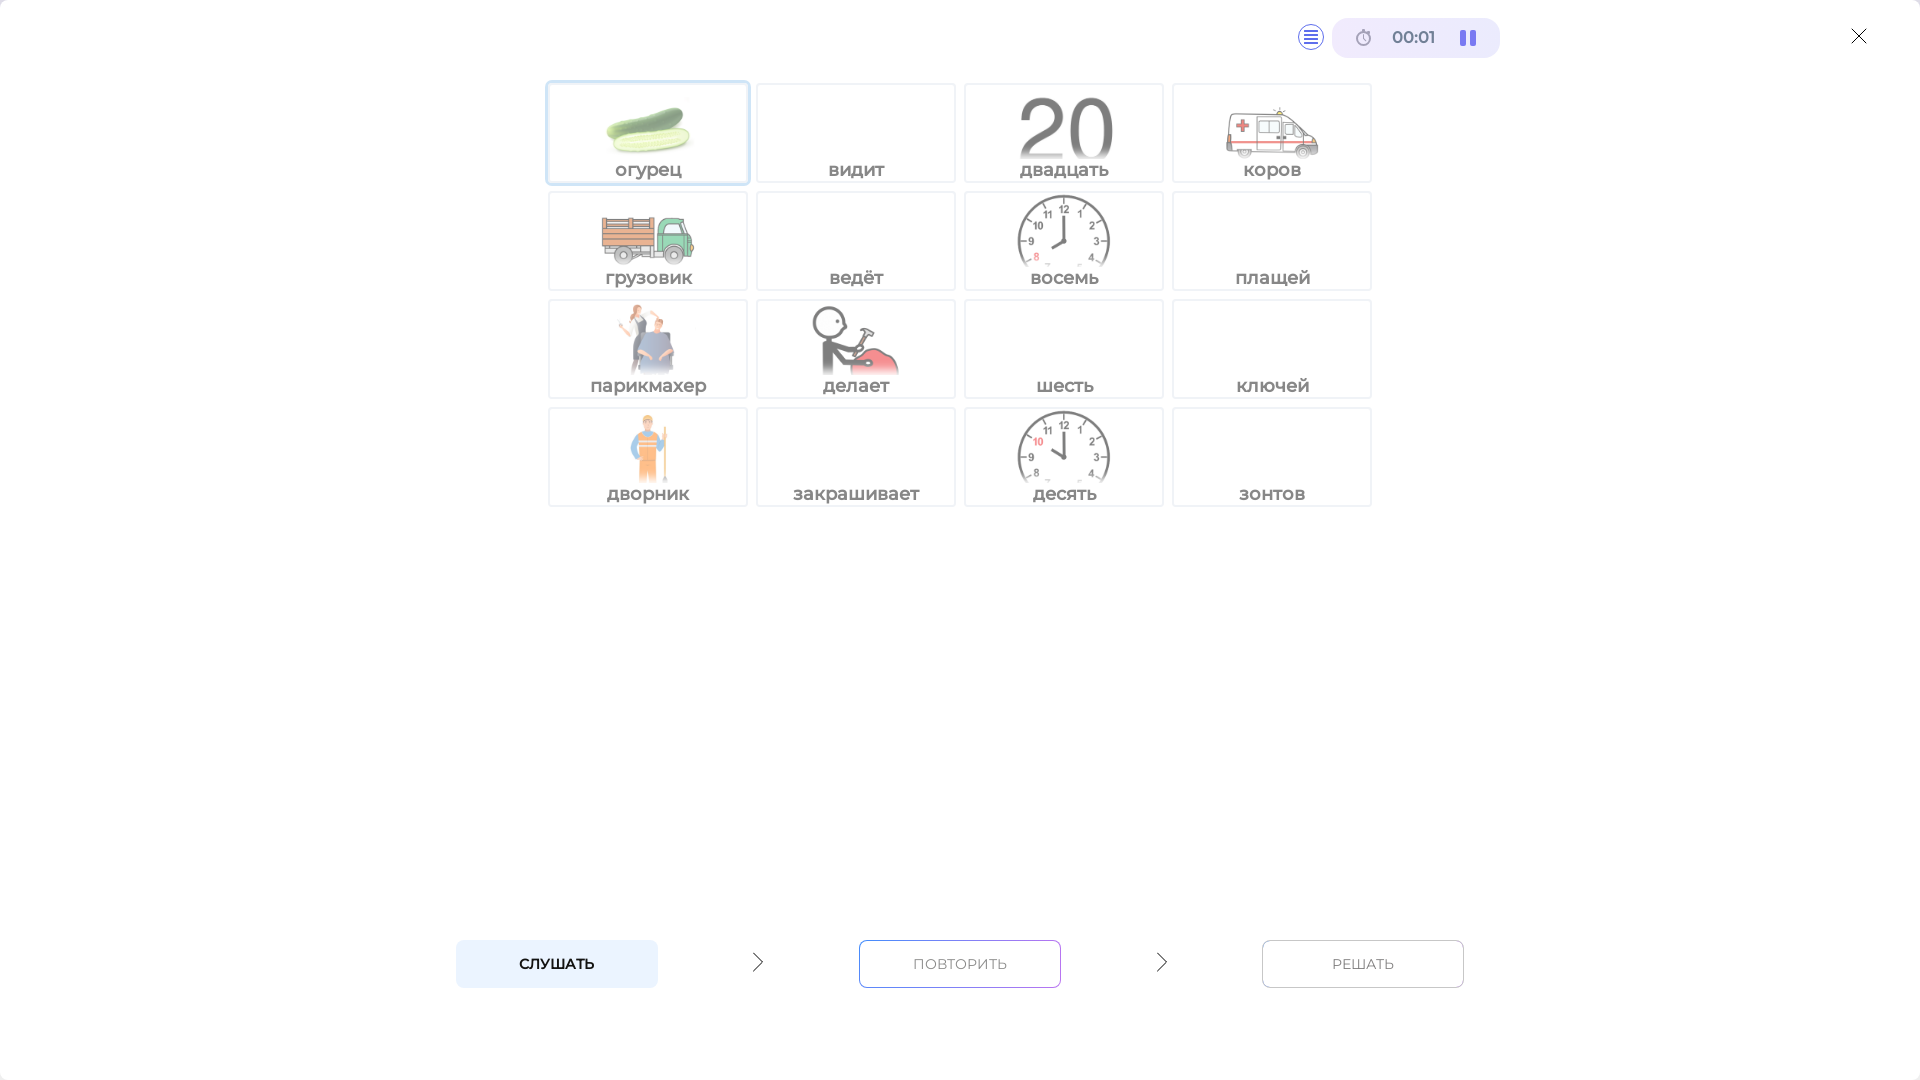 00:01
огурец
видит
20
двадцать
коров
грузовик
ведёт
12
11
1
10
2
9
3
8
4
восемь
плащей
парикмахер
делает
шесть
ключей
дворник
закрашивает
12
11
1
10
2
9
3
8
4
десять
зонтов
СЛУШАТЬ
ПОВТОРИТЬ
РЕШАТЬ